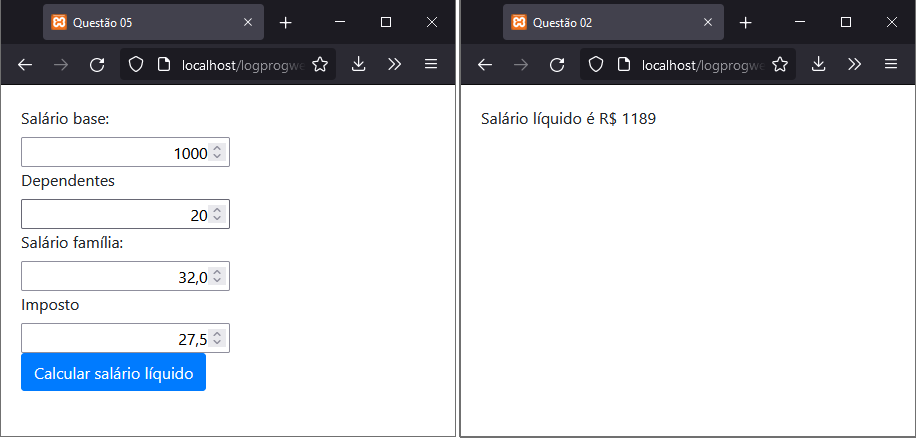 Questão 05
localhost/logprogwe
Salário base:
1000
Dependentes
20
Salário família:
32,0
Imposto
27,5
Calcular salário líquido
Questão 02
localhost/logprogwe
Salário líquido é R$ 1189